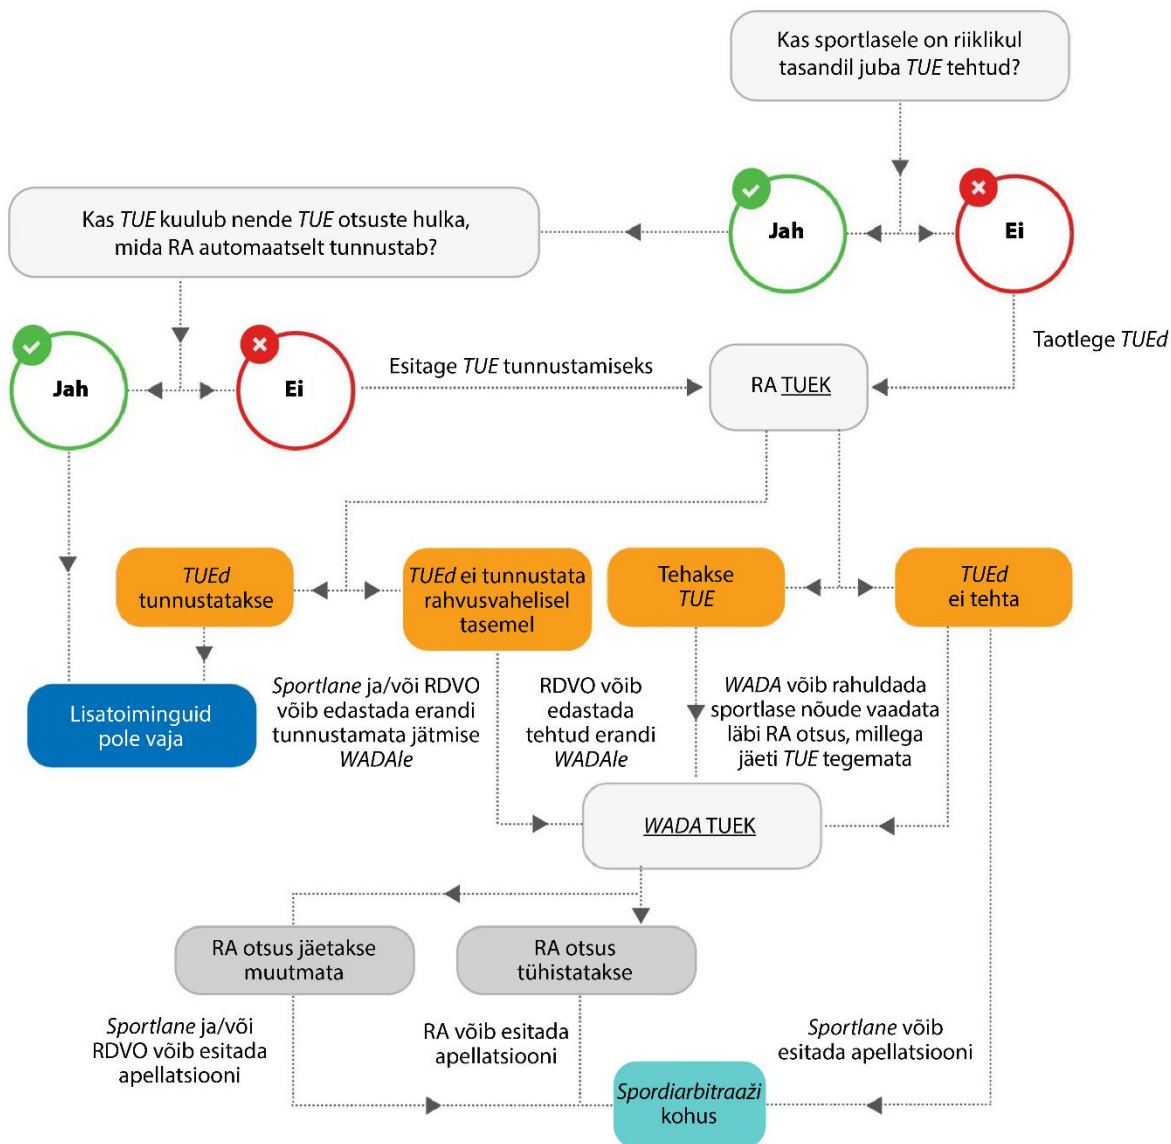 Kas sportlasele on riiklikul
tasandil juba TUE tehtud?
Jah
Ei
Kas TUE kuulub nende TUE otsuste hulka,
mida RA automaatselt tunnustab?
Taotlege TUEd
Jah
Ei
Esitage TUE tunnustamiseks
RA TUEK
TUEd
tunnustatakse
TUEd ei tunnustata
rahvusvahelisel
tasemel
Tehakse
TUE
TUEd
ei tehta
Lisatoiminguid
pole vaja
Sportlane ja/või RDVO
võib edastada erandi
tunnustamata jätmise
WADAle
RDVO võib
edastada
tehtud erandi
WADAle
WADA võib rahuldada
sportlase nõude vaadata
läbi RA otsus, millega
jäeti TUE tegemata
WADA TUEK
RA otsus jäetakse
muutmata
RA otsus
tühistatakse
Sportlane ja/või
RDVO võib esitada
apellatsiooni
RA võib esitada
apellatsiooni
Sportlane võib
esitada apellatsiooni
Spordiarbitraaži
kohus